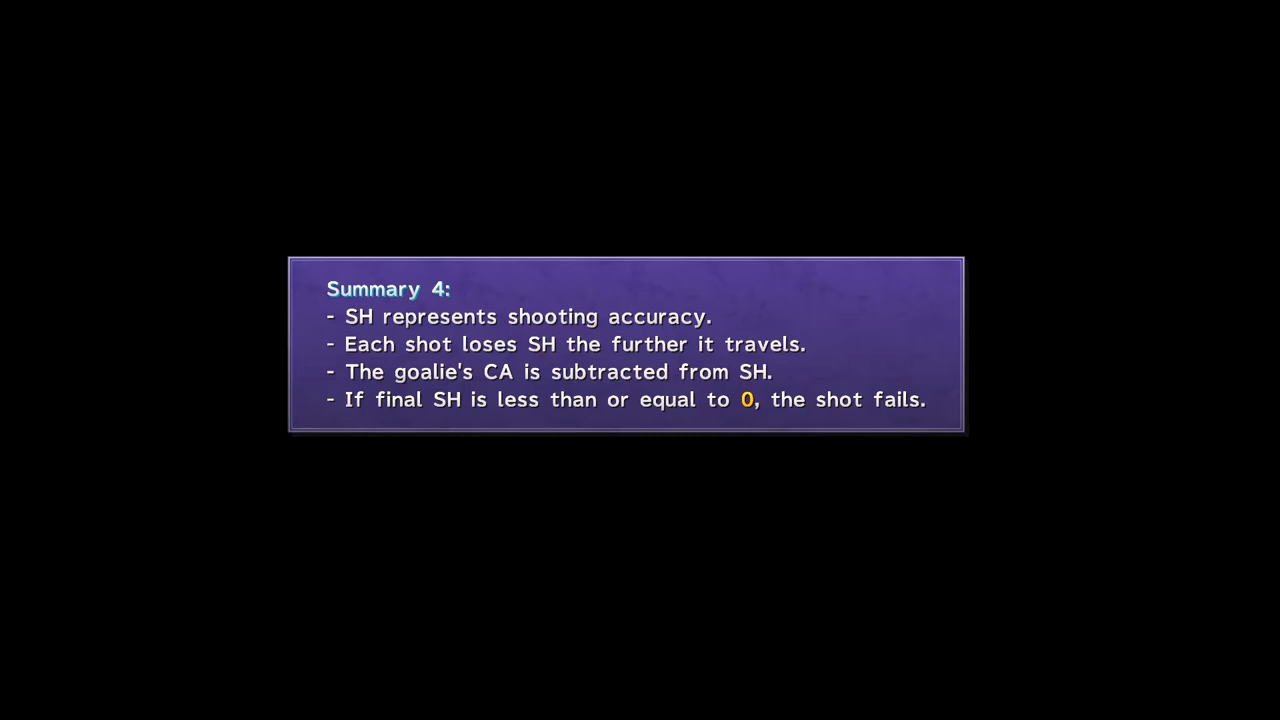 Summary 4:
- SH represents shooting accuracy.
- Each shot loses SH the further it travels.
- The goalie's CA is subtracted from SH.
- If final SH is less than or equal to 0, the shot fails.